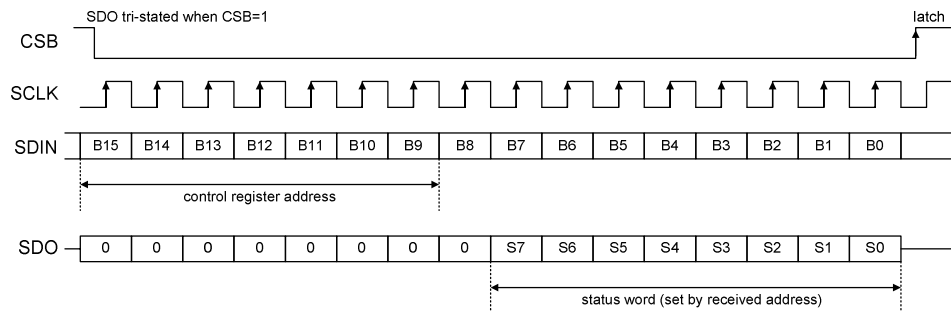 SDO tri-stated when CSB=1
latch
CSB
SCLK
SDIN B15 B14 B13 B12 B11 B10 B9 B8 B7 B6 B5 B4 B3 B2 B1 B0
control register address
SDO 0 0 0 0 0 0 0 0 S7 S6 S5 S4 S3 S2 S1 S0
status word (set by received address)